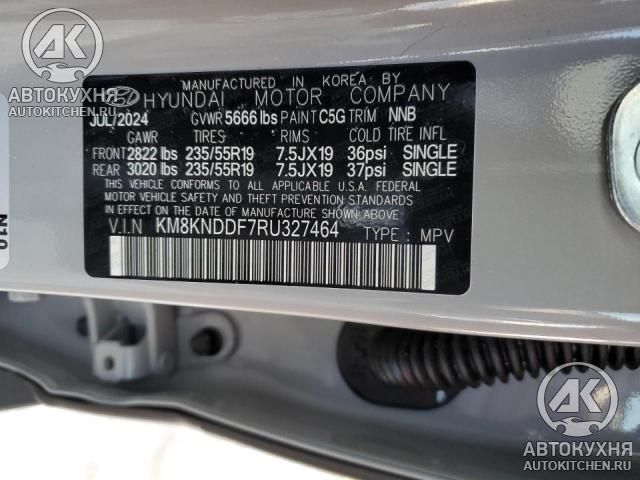 AK
АВТОКУХНЯ
AUTOKITCHEN.RU
MANUFACTURED IN KOREA BY
HYUNDAI MOTOR COMPANY
JUL/2024 GVWR 5666 lbs PAINT C5G TRIM NNB
GAWR TIRES RIMS COLD TIRE INFL
FRONT 2822 lbs 235/55R19 7.5JX19 36psi SINGLE
REAR 3020 lbs 235/55R19 7.5JX19 37psi SINGLE
THIS VEHICLE CONFORMS TO ALL APPLICABLE U.S.A. FEDERAL
MOTOR VEHICLE SAFETY AND THEFT PREVENTION STANDARDS
IN EFFECT ON THE DATE OF MANUFACTURE SHOWN ABOVE.
V.I.N KM8KNDDF7RU327464 TYPE : MPV
AK
АВТОКУХНЯ
AUTOKITCHEN.RU